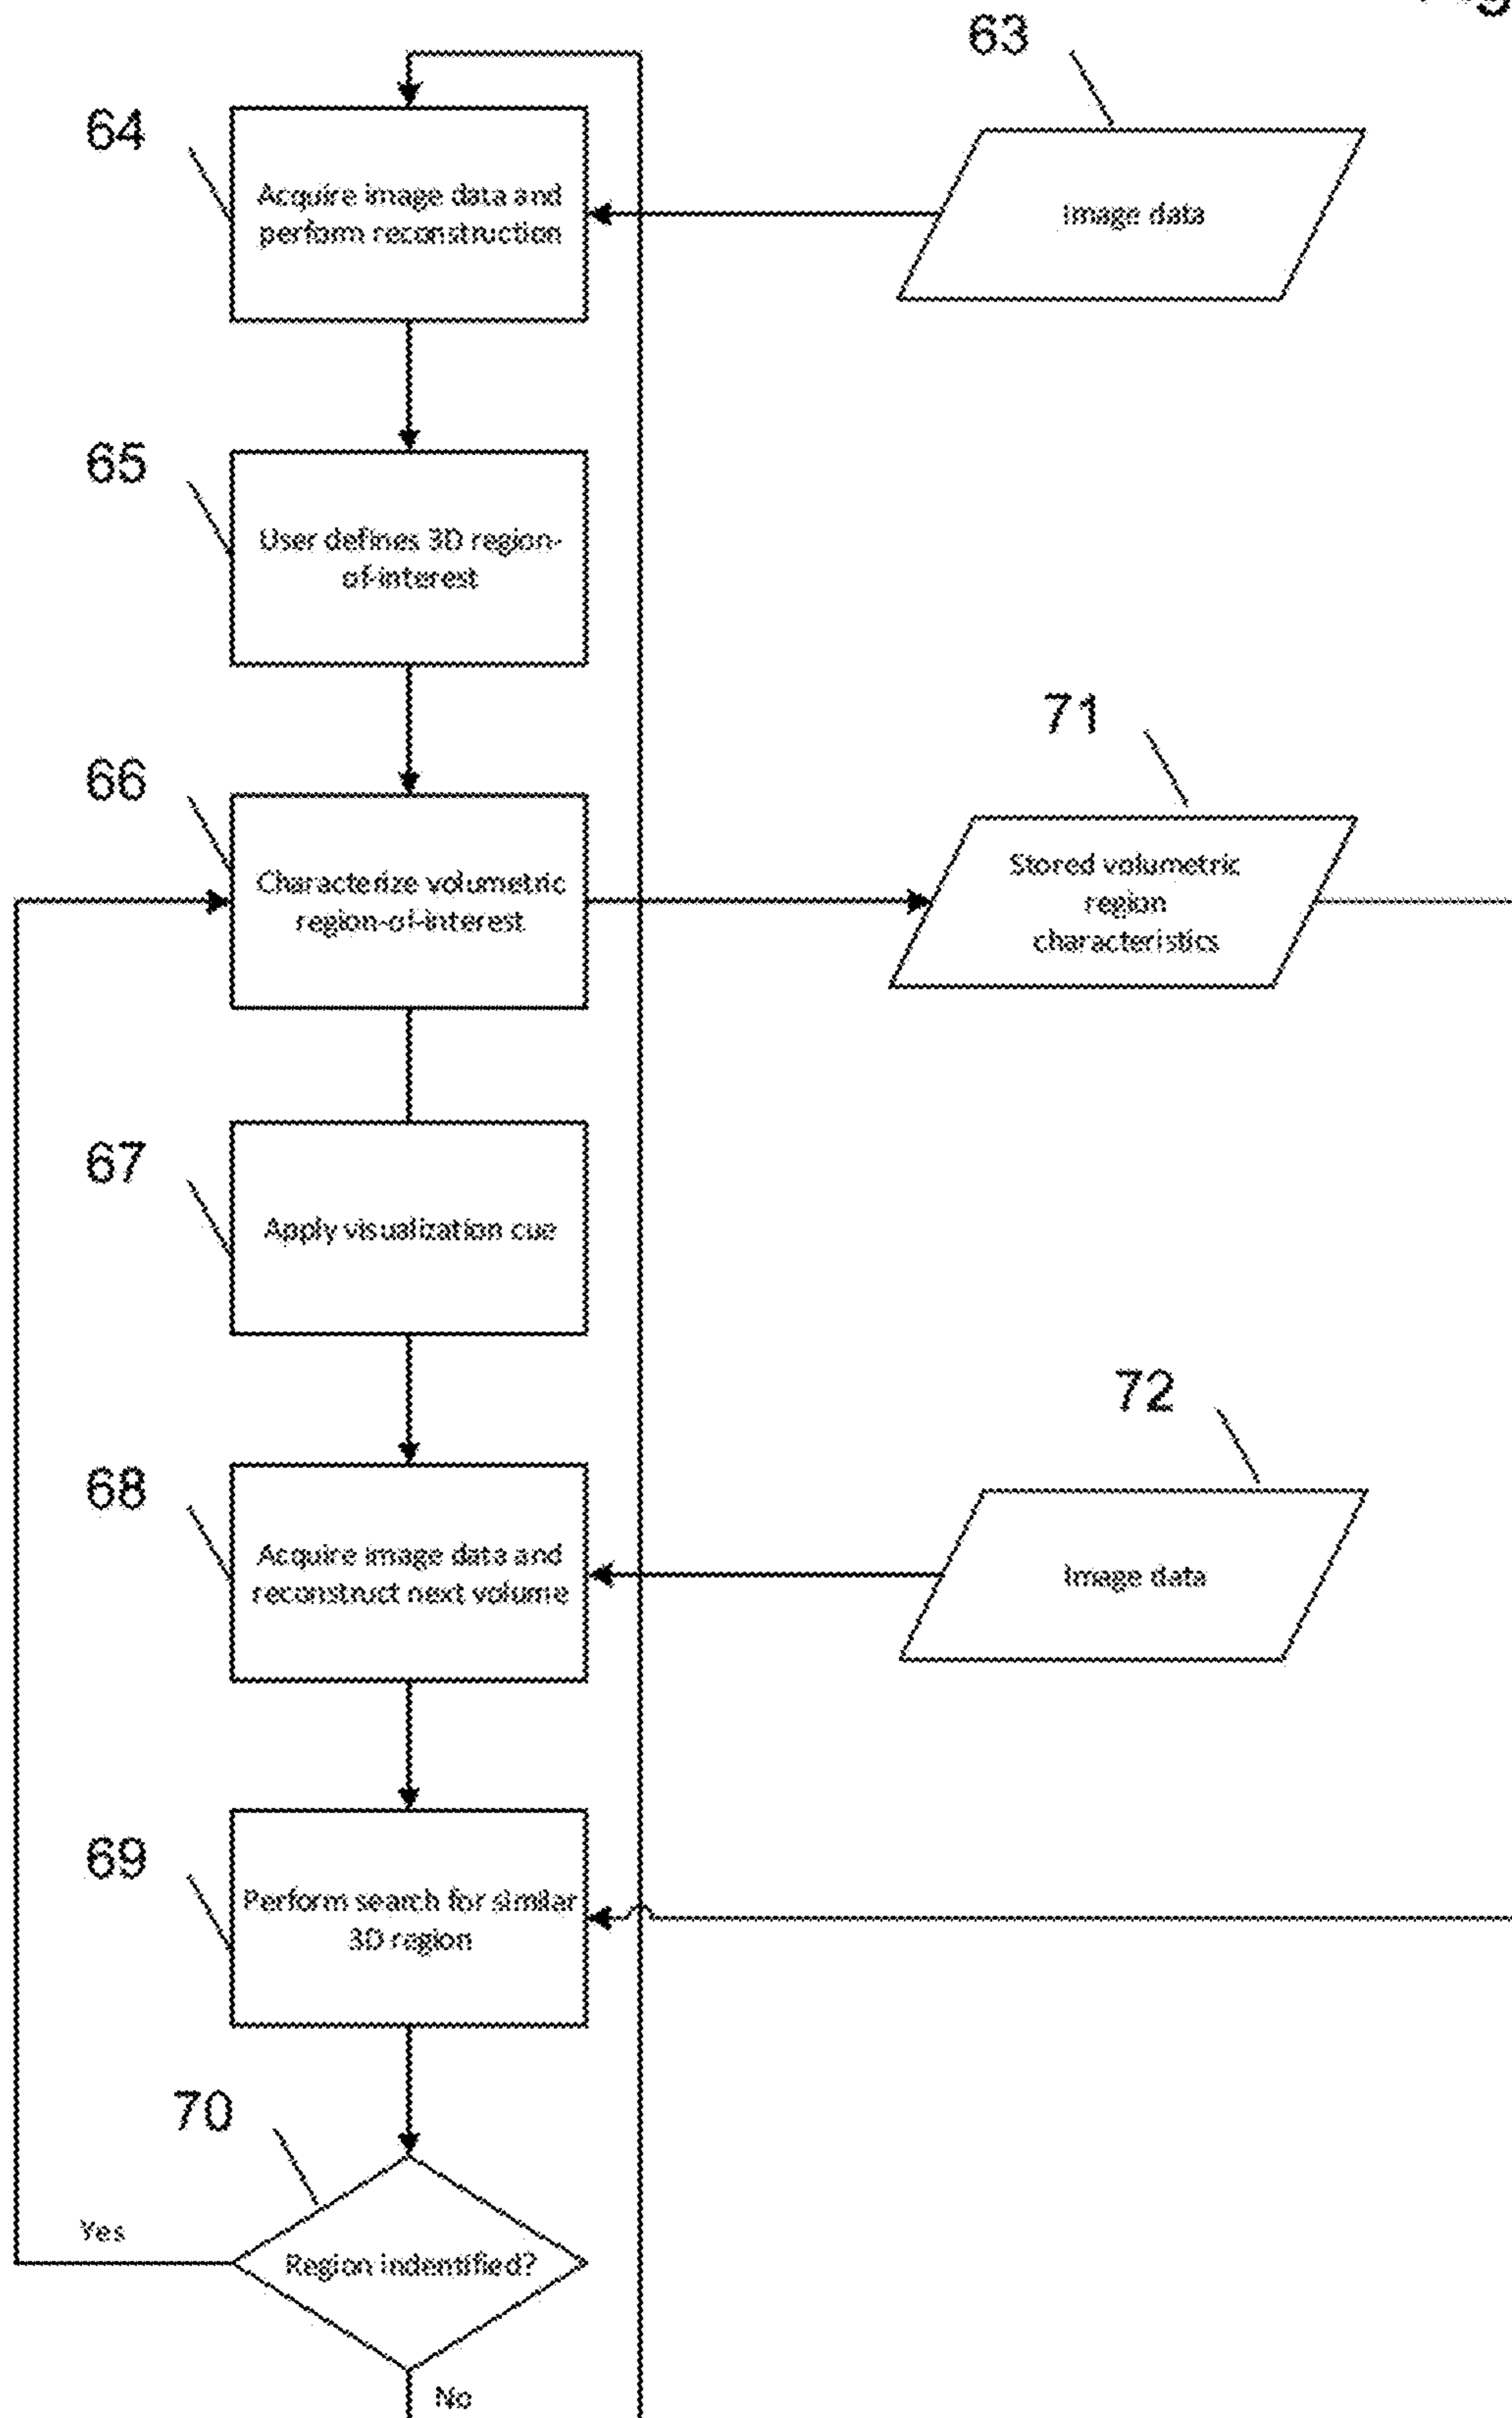 63
64
Acquire image data and
perform reconstruction
Image data
65
User defines 3D region-
of-interest
71
66
Characterize volumetric
region-of-interest
Stored volumetric
region
characteristics
67
Apply visualization cue
72
68
Acquire image data and
reconstruct next volume
Image data
69
Perform search for similar
3D region
70
Yes
Region indentified?
No